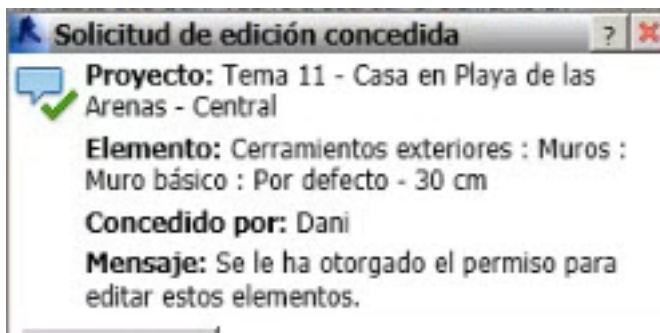 Solicitud de edición concedida
?
Proyecto: Tema 11 - Casa en Playa de las
Arenas - Central
Elemento: Cerramientos exteriores : Muros :
Muro básico : Por defecto - 30 cm
Concedido por: Dani
Mensaje: Se le ha otorgado el permiso para
editar estos elementos.